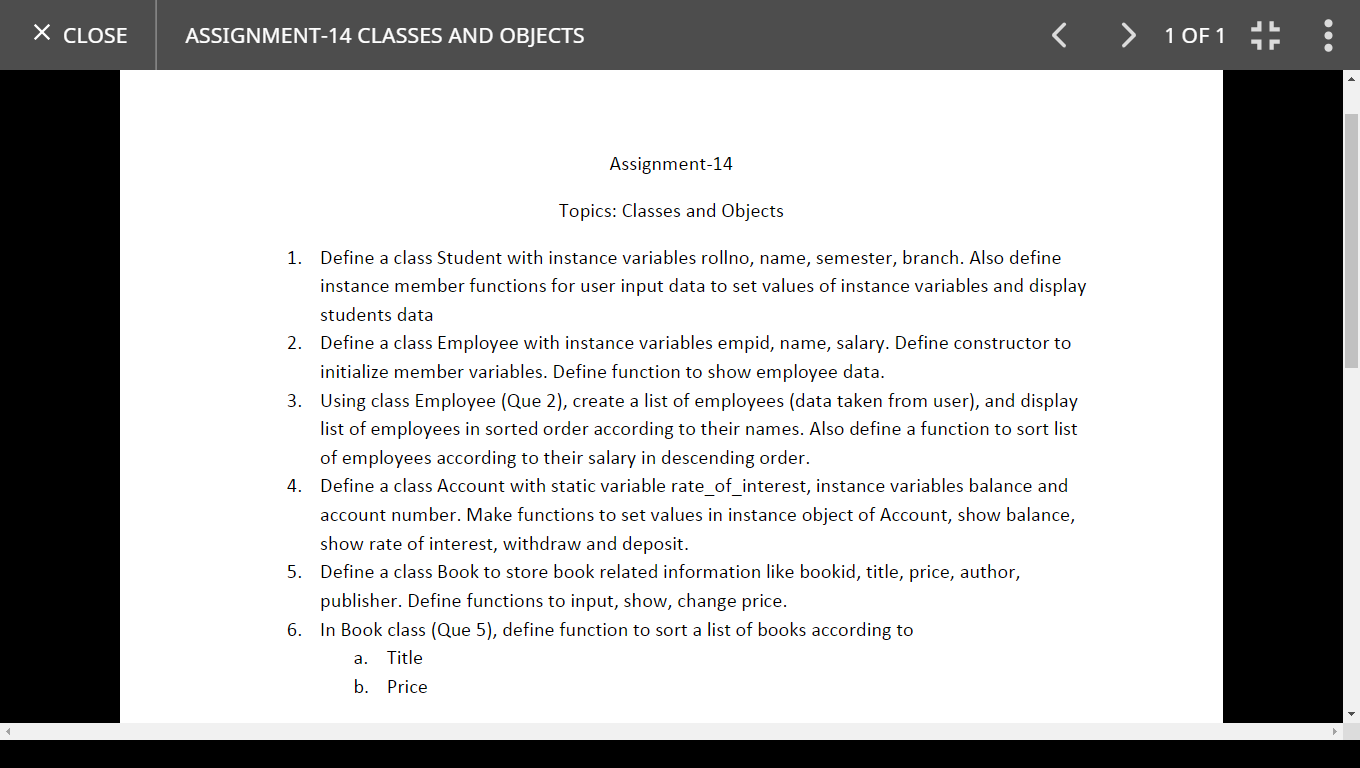 CLOSE ASSIGNMENT-14 CLASSES AND OBJECTS 1 OF 1
Assignment-14
Topics: Classes and Objects
1. Define a class Student with instance variables rollno, name, semester, branch. Also define
instance member functions for user input data to set values of instance variables and display
students data
2. Define a class Employee with instance variables empid, name, salary. Define constructor to
initialize member variables. Define function to show employee data.
3. Using class Employee (Que 2), create a list of employees (data taken from user), and display
list of employees in sorted order according to their names. Also define a function to sort list
of employees according to their salary in descending order.
4. Define a class Account with static variable rate_of_interest, instance variables balance and
account number. Make functions to set values in instance object of Account, show balance,
show rate of interest, withdraw and deposit.
5. Define a class Book to store book related information like bookid, title, price, author,
publisher. Define functions to input, show, change price.
6. In Book class (Que 5), define function to sort a list of books according to
a. Title
b. Price